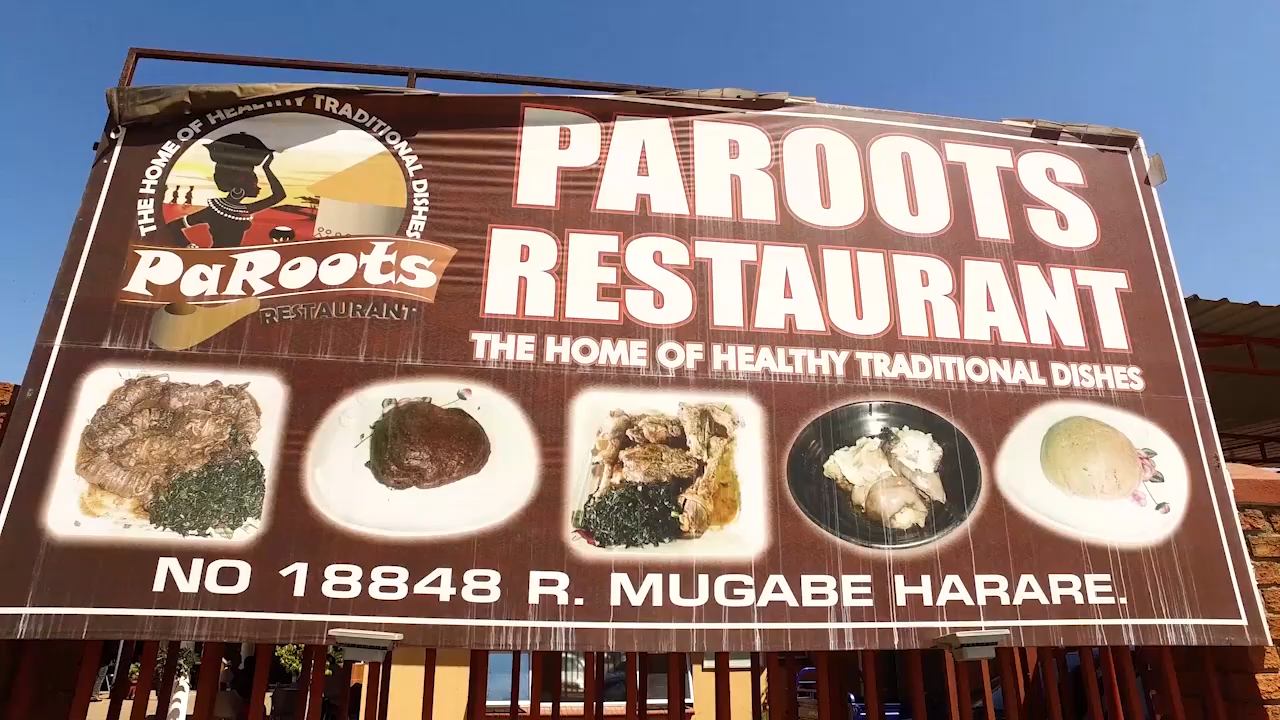 THE HOME OF HEALTHY TRADITIONAL DISHES
PaRoots
RESTAURANT
PAROOTS
RESTAURANT
THE HOME OF HEALTHY TRADITIONAL DISHES
NO 18848 R. MUGABE HARARE.